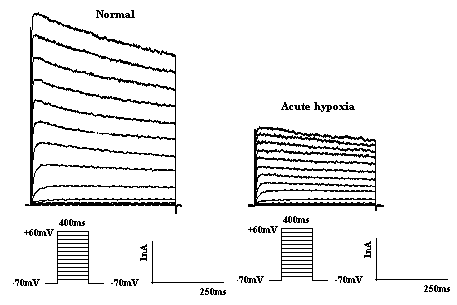 Normal
Acute hypoxia
400ms
+60mV
-70mV
-70mV
1nA
250ms
400ms
+60mV
-70mV
-70mV
1nA
250ms